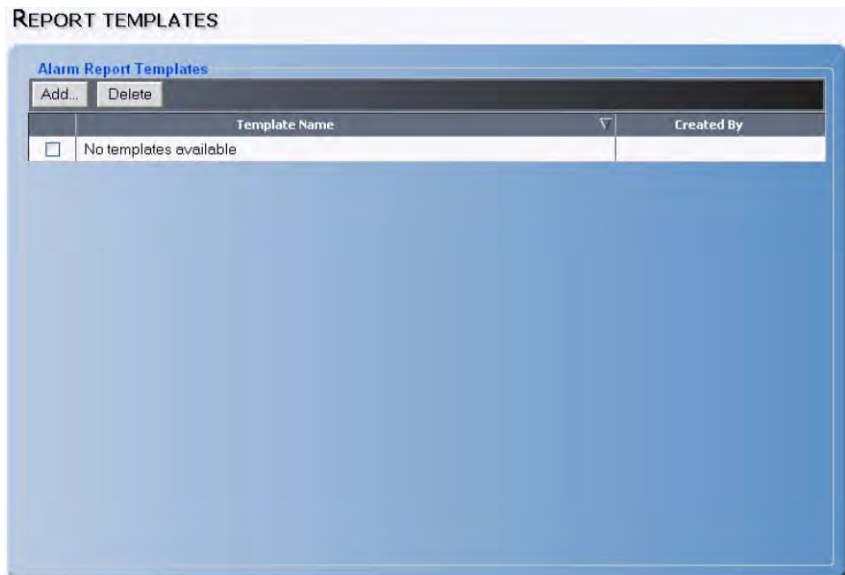 REPORT TEMPLATES
Alarm Report Templates
Add... Delete
Template Name Created By
No templates available